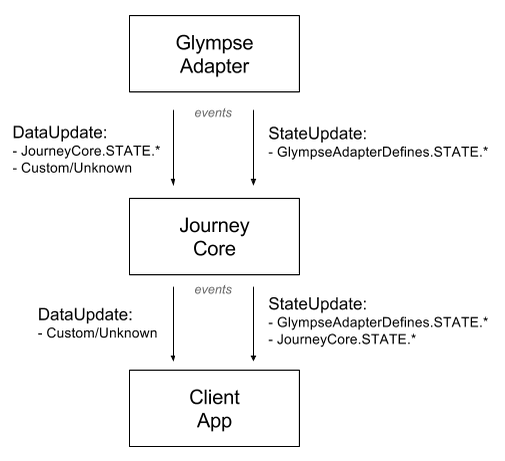 Glympse
Adapter
events
DataUpdate:
- JourneyCore.STATE.*
- Custom/Unknown
StateUpdate:
- GlympseAdapterDefines.STATE.*
Journey
Core
events
DataUpdate:
- Custom/Unknown
StateUpdate:
- GlympseAdapterDefines.STATE.*
- JourneyCore.STATE.*
Client
App